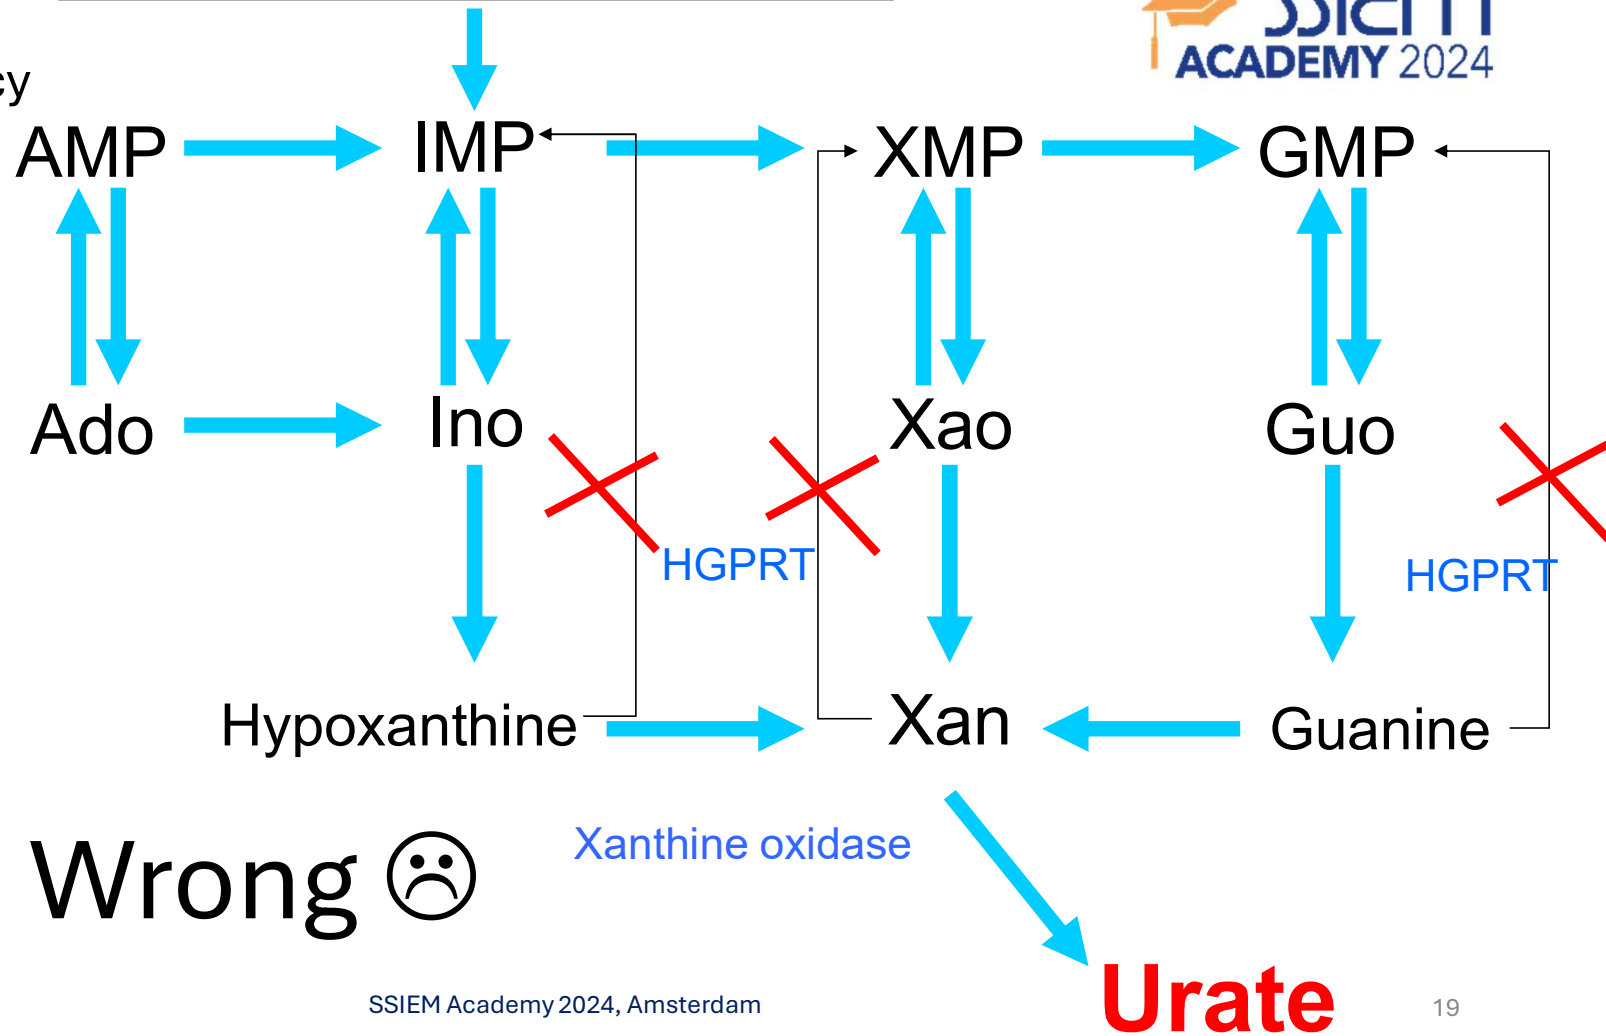 ACADEMY 2024
AMP IMP XMP GMP
Ado Ino Xao Guo
HGPRT HGPRT
Hypoxanthine Xan Guanine
Wrong ☹ Xanthine oxidase
Urate
SSIEM Academy 2024, Amsterdam 19